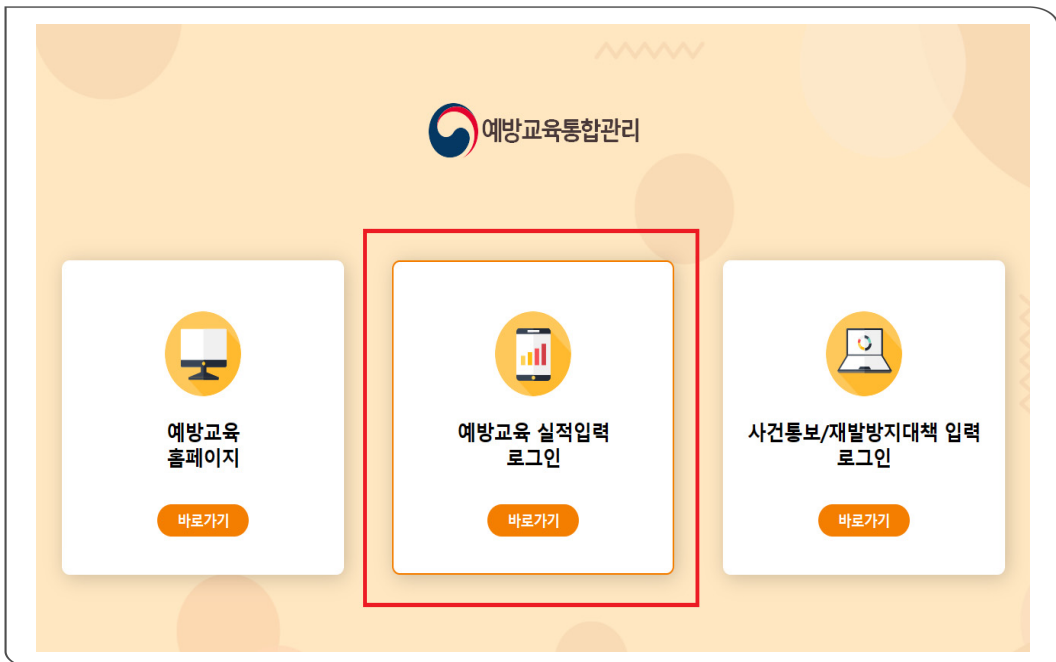 예방교육통합관리
예방교육
홈페이지
바로가기
예방교육 실적입력
로그인
바로가기
사건통보/재발방지대책 입력
로그인
바로가기